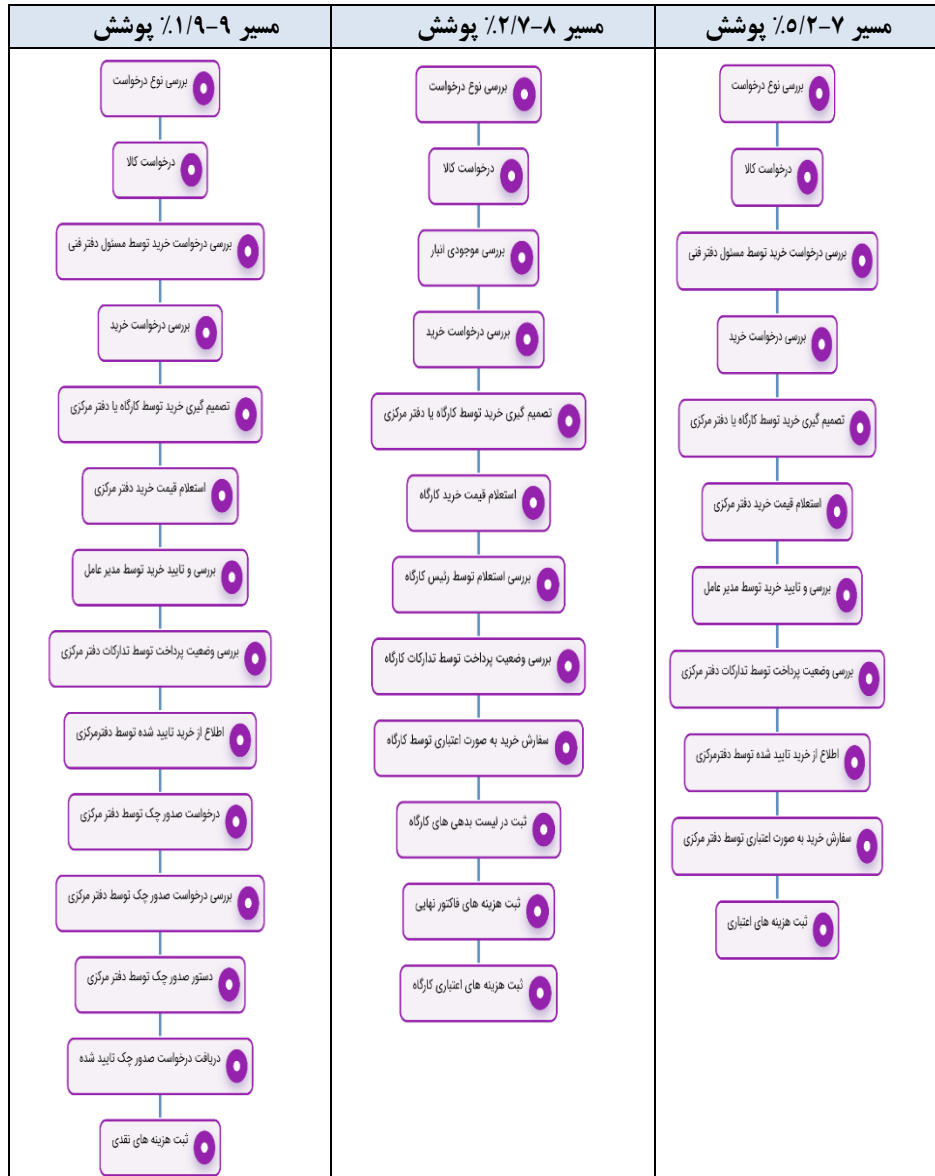 مسیر ۷-۵/۲٪ پوشش
بررسی نوع درخواست
درخواست کالا
بررسی درخواست خرید توسط مسئول دفتر فنی
بررسی درخواست خرید
تصمیم گیری خرید توسط کارگاه یا دفتر مرکزی
استعلام قیمت خرید دفتر مرکزی
بررسی و تایید خرید توسط مدیر عامل
بررسی وضعیت پرداخت توسط تدارکات دفتر مرکزی
اطلاع از خرید تایید شده توسط دفترمرکزی
سفارش خرید به صورت اعتباری توسط دفتر مرکزی
ثبت هزینه های اعتباری
مسیر ۸-۲/۷٪ پوشش
بررسی نوع درخواست
درخواست کالا
بررسی موجودی انبار
بررسی درخواست خرید
تصمیم گیری خرید توسط کارگاه یا دفتر مرکزی
استعلام قیمت خرید کارگاه
بررسی استعلام توسط رئیس کارگاه
بررسی وضعیت پرداخت توسط تدارکات کارگاه
سفارش خرید به صورت اعتباری توسط کارگاه
ثبت در لیست بدهی های کارگاه
ثبت هزینه های فاکتور نهایی
ثبت هزینه های اعتباری کارگاه
مسیر ۹-۱/۹٪ پوشش
بررسی نوع درخواست
درخواست کالا
بررسی درخواست خرید توسط مسئول دفتر فنی
بررسی درخواست خرید
تصمیم گیری خرید توسط کارگاه یا دفتر مرکزی
استعلام قیمت خرید دفتر مرکزی
بررسی و تایید خرید توسط مدیر عامل
بررسی وضعیت پرداخت توسط تدارکات دفتر مرکزی
اطلاع از خرید تایید شده توسط دفترمرکزی
درخواست صدور چک توسط دفتر مرکزی
بررسی درخواست صدور چک توسط دفتر مرکزی
دستور صدور چک توسط دفتر مرکزی
دریافت درخواست صدور چک تایید شده
ثبت هزینه های نقدی